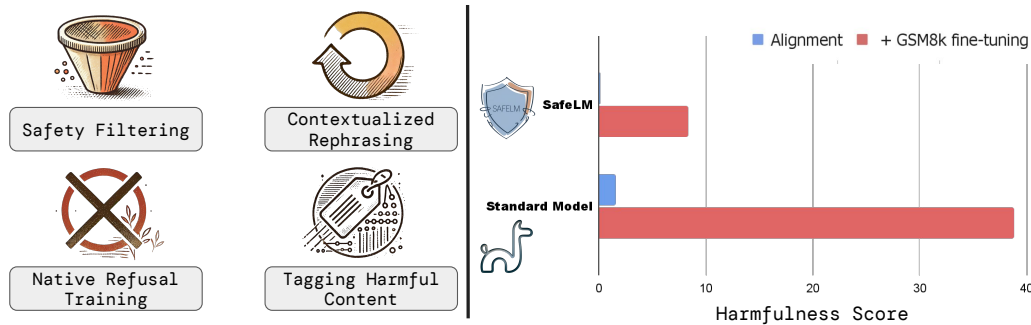 Safety Filtering
Contextualized
Rephrasing
Native Refusal
Training
Tagging Harmful
Content
Alignment
+ GSM8k fine-tuning
SAFELM
SafeLM
Standard Model
0
10
20
30
40
Harmfulness Score